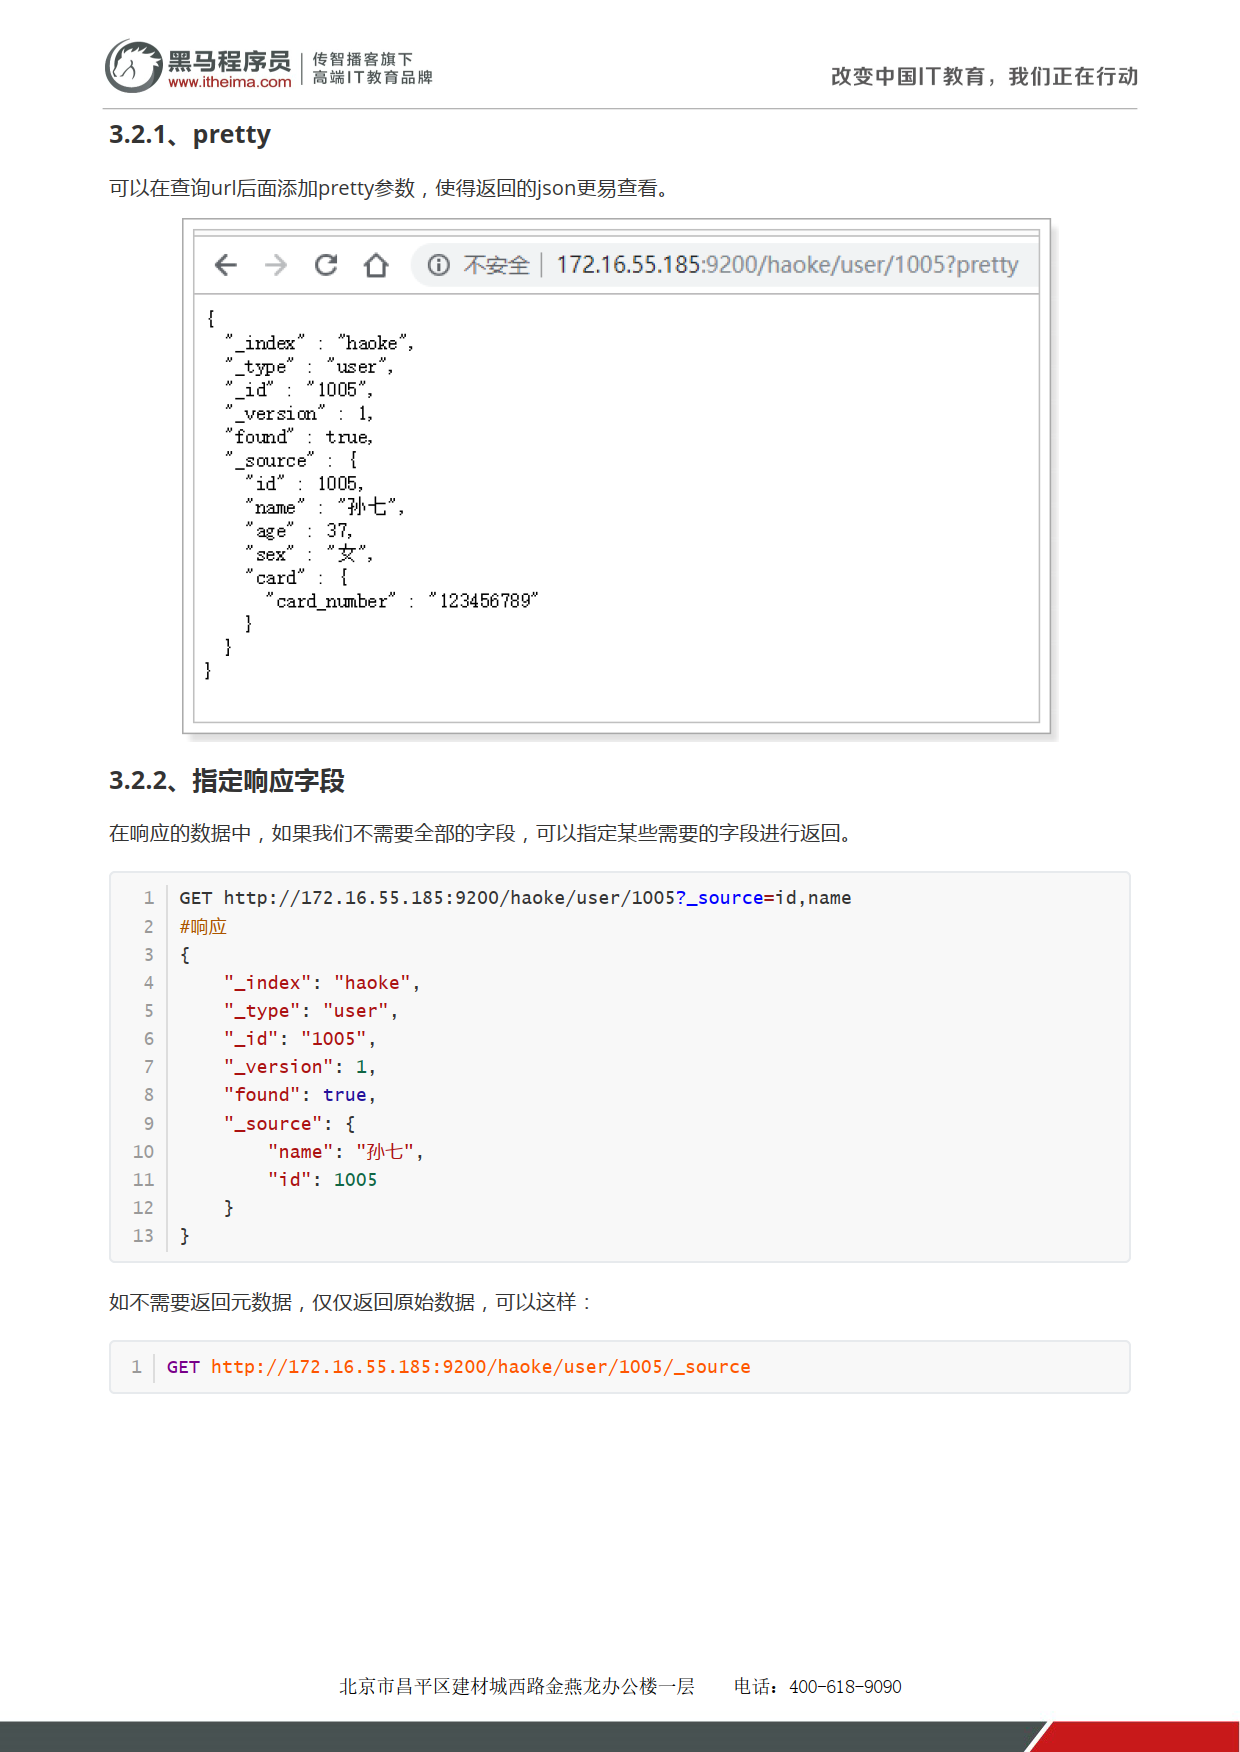 黑马程序员
www.itheima.com
传智播客旗下
高端IT教育品牌
改变中国IT教育，我们正在行动
3.2.1、pretty
可以在查询url后面添加pretty参数，使得返回的json更易查看。
不安全 | 172.16.55.185:9200/haoke/user/1005?pretty
{
  "_index" : "haoke",
  "_type" : "user",
  "_id" : "1005",
  "_version" : 1,
  "found" : true,
  "_source" : {
    "id" : 1005,
    "name" : "孙七",
    "age" : 37,
    "sex" : "女",
    "card" : {
      "card_number" : "123456789"
    }
  }
}
3.2.2、指定响应字段
在响应的数据中，如果我们不需要全部的字段，可以指定某些需要的字段进行返回。
1 GET http://172.16.55.185:9200/haoke/user/1005?_source=id,name
2 #响应
3 {
4     "_index": "haoke",
5     "_type": "user",
6     "_id": "1005",
7     "_version": 1,
8     "found": true,
9     "_source": {
10         "name": "孙七",
11         "id": 1005
12     }
13 }
如不需要返回元数据，仅仅返回原始数据，可以这样：
1 GET http://172.16.55.185:9200/haoke/user/1005/_source
北京市昌平区建材城西路金燕龙办公楼一层 电话：400-618-9090